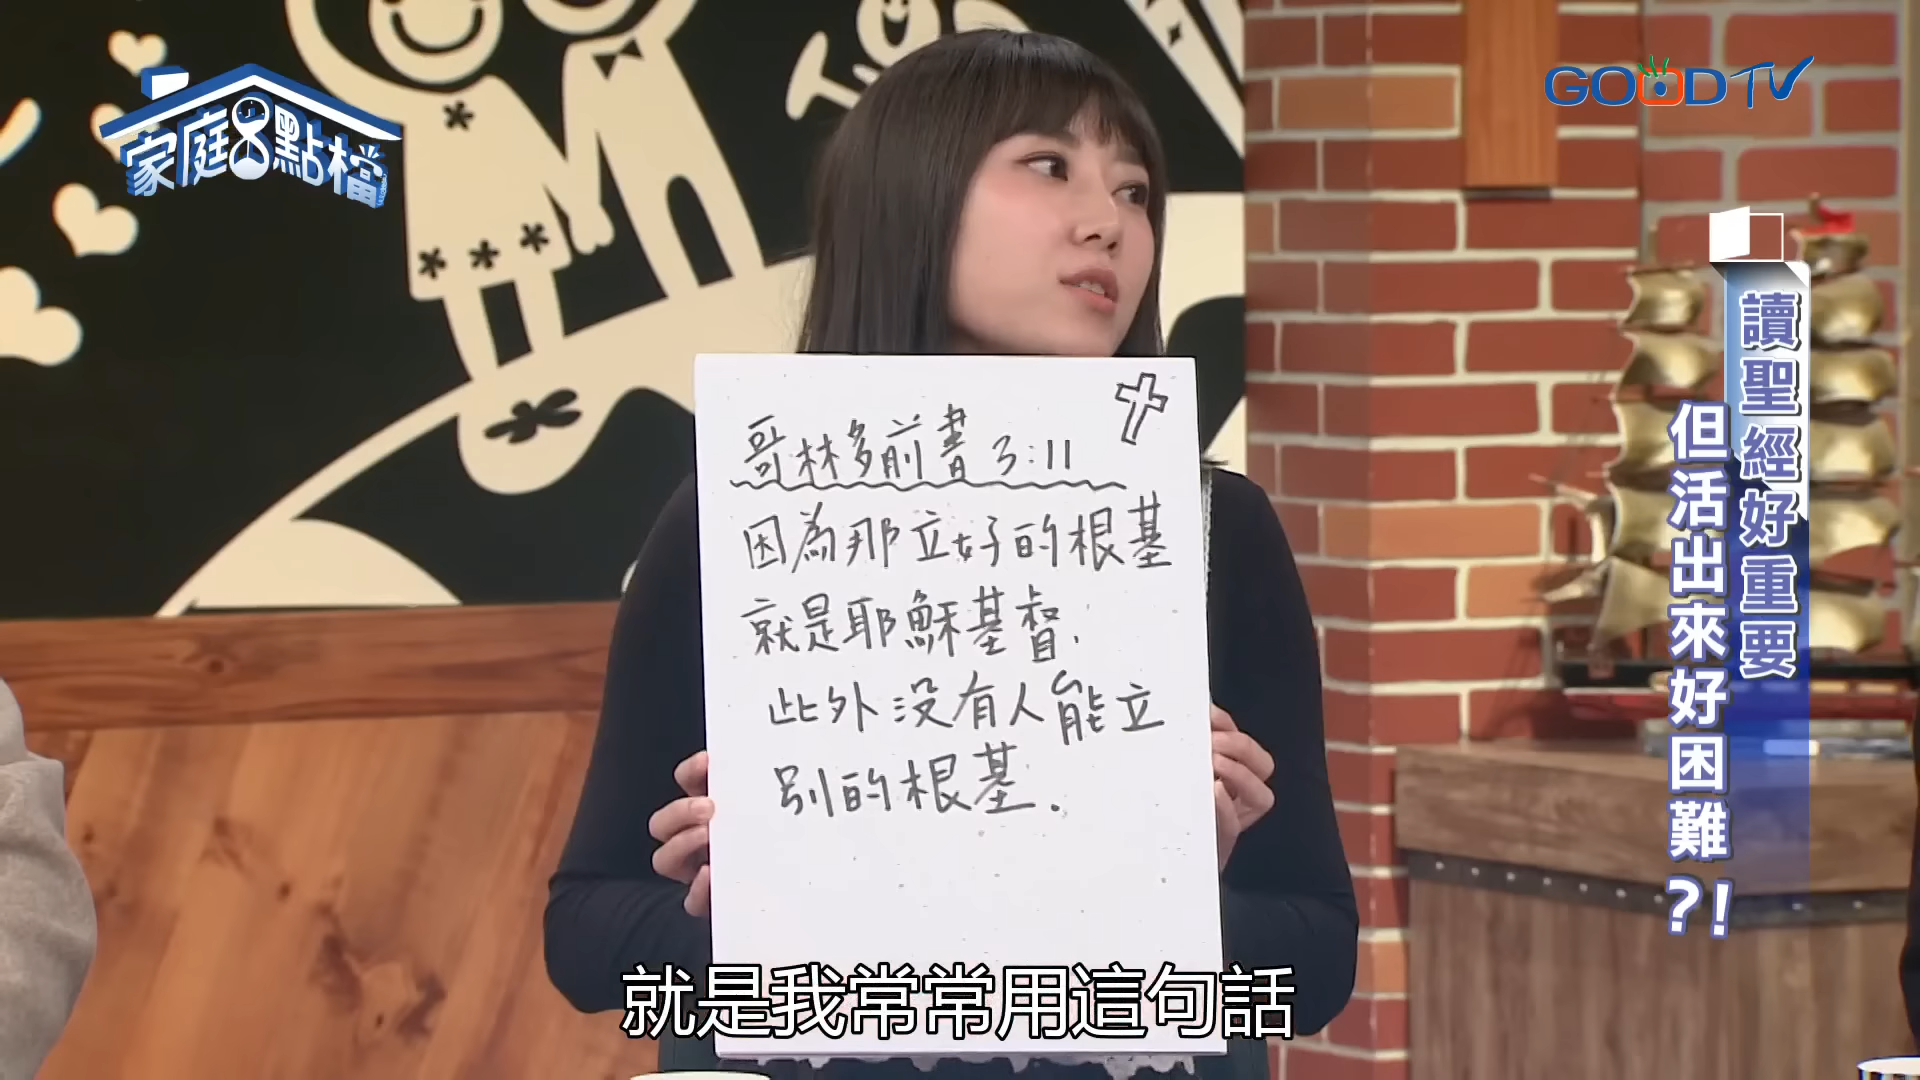 家庭8點檔
GOOD TV
讀聖經好重要
但活出來好困難?!
哥林多前書 3:11
因為那立好的根基
就是耶穌基督.
此外没有人能立
別的根基.
就是我常常用這句話